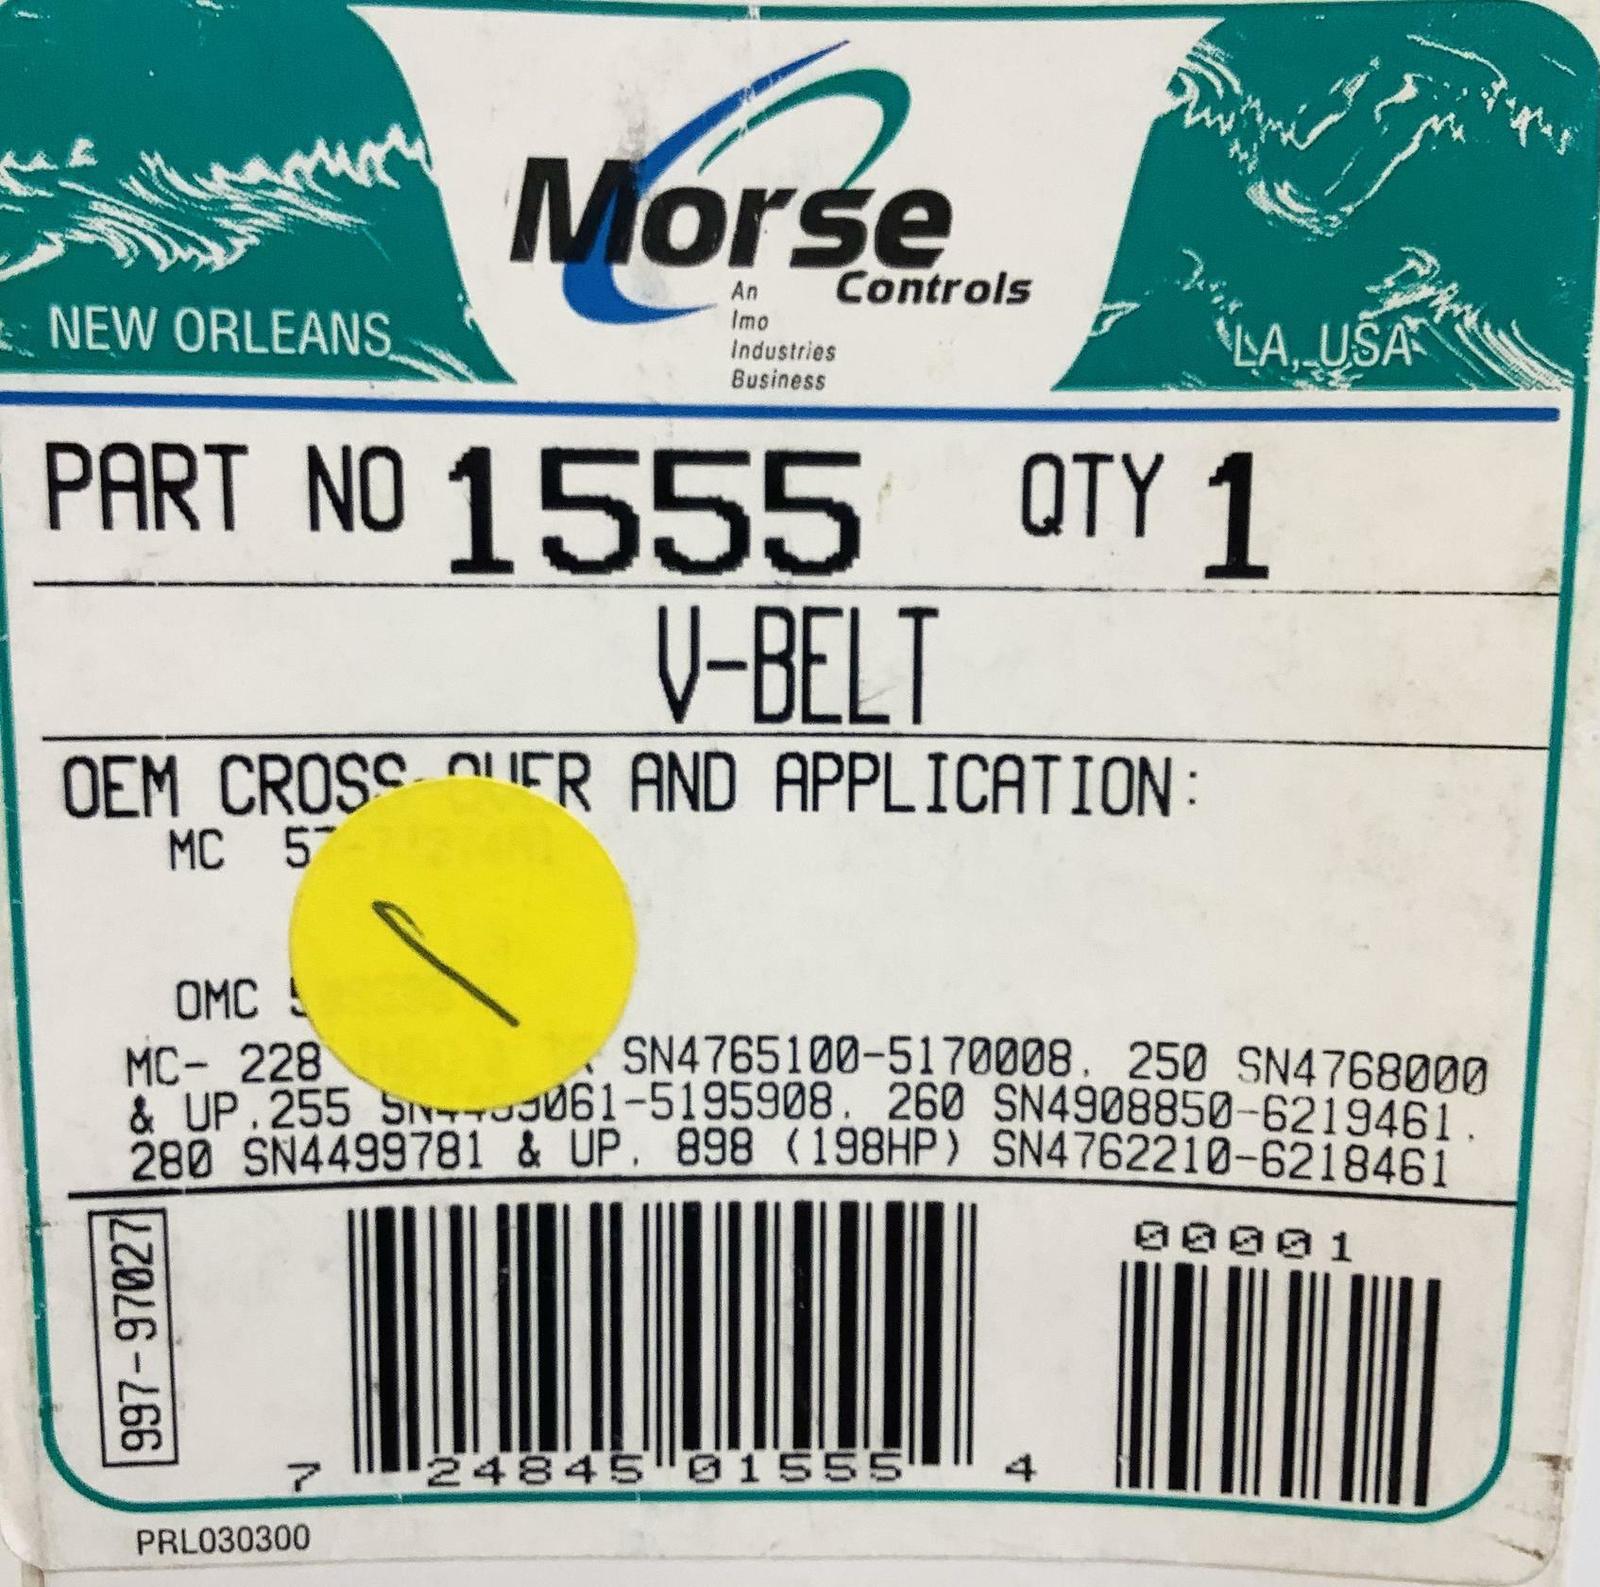 Morse
Controls
An
Imo
Industries
Business
NEW ORLEANS
LA, USA
PART NO 1555 QTY 1
V-BELT
OEM CROSS-OVER AND APPLICATION:
MC
OMC
MC- 228 SN4765100-5170008. 250 SN4768000
& UP.255 260 SN4908850-6219461.
280 SN4499781 & UP. 898 (198HP) SN4762210-6218461
997-97027
7 24845 01555 4
00001
PRL030300